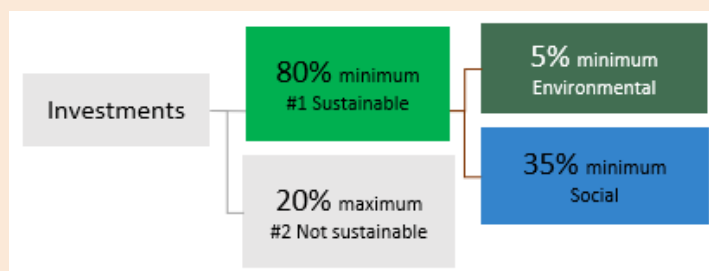 Investments
80% minimum
#1 Sustainable
20% maximum
#2 Not sustainable
5% minimum
Environmental
35% minimum
Social